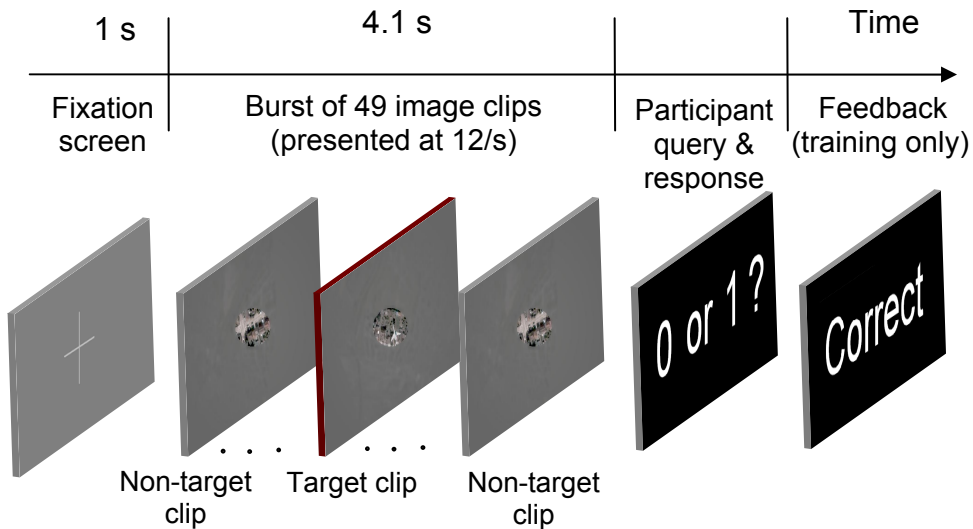 1 s
4.1 s
Time
Fixation
screen
Burst of 49 image clips
(presented at 12/s)
Participant
query &
response
Feedback
(training only)
0 or 1 ?
Correct
. . .
. . .
Non-target
clip
Target clip
Non-target
clip